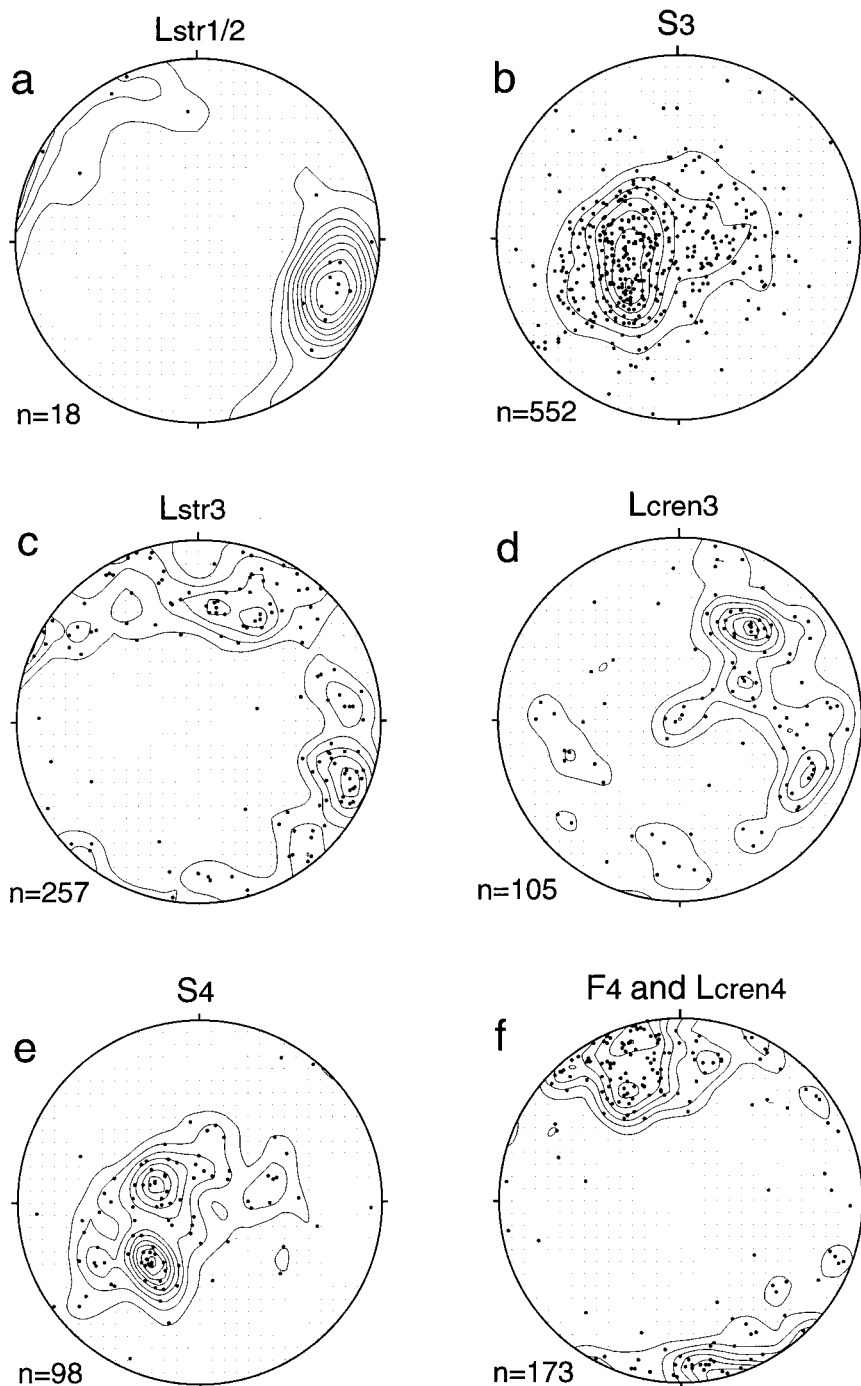 Lstr1/2
a
n=18
S3
b
n=552
Lstr3
c
n=257
Lcren3
d
n=105
S4
e
n=98
F4 and Lcren4
f
n=173